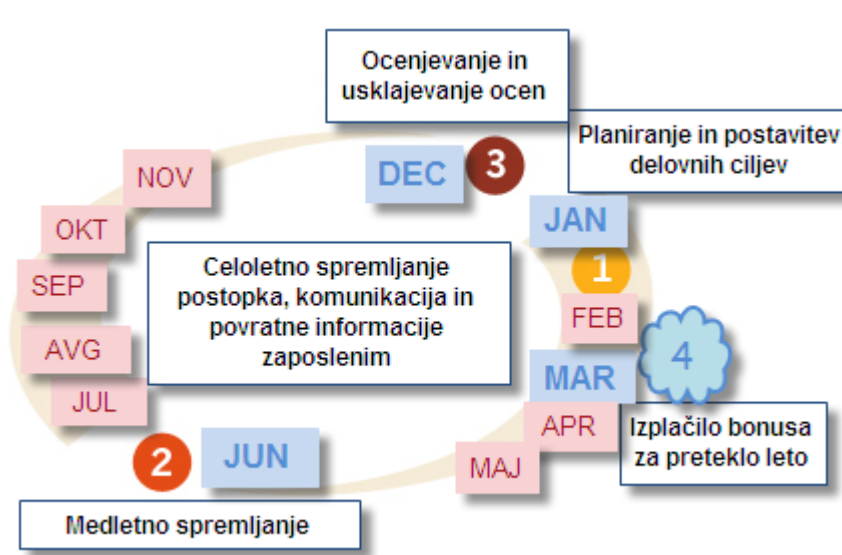 Ocenjevanje in
usklajevanje ocen
Planiranje in postavitev
delovnih ciljev
DEC
3
NOV
JAN
OKT
1
SEP
Celoletno spremljanje
postopka, komunikacija in
povratne informacije
zaposlenim
FEB
AVG
4
MAR
JUL
APR
Izplačilo bonusa
za preteklo leto
2
JUN
MAJ
Medletno spremljanje